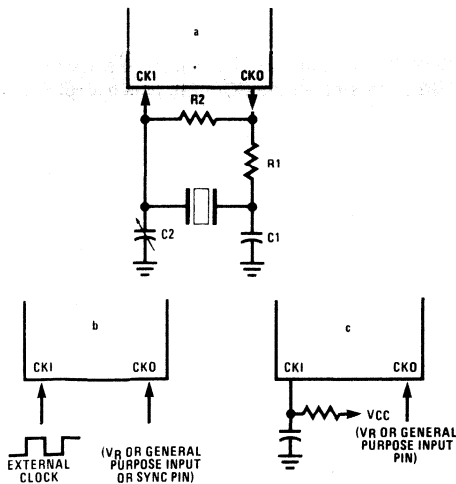 a
CKI CKO
R2
R1
C2 C1
b
CKI CKO
EXTERNAL
CLOCK
(VR OR GENERAL
PURPOSE INPUT
OR SYNC PIN)
c
CKI CKO
VCC
(VR OR GENERAL
PURPOSE INPUT
PIN)